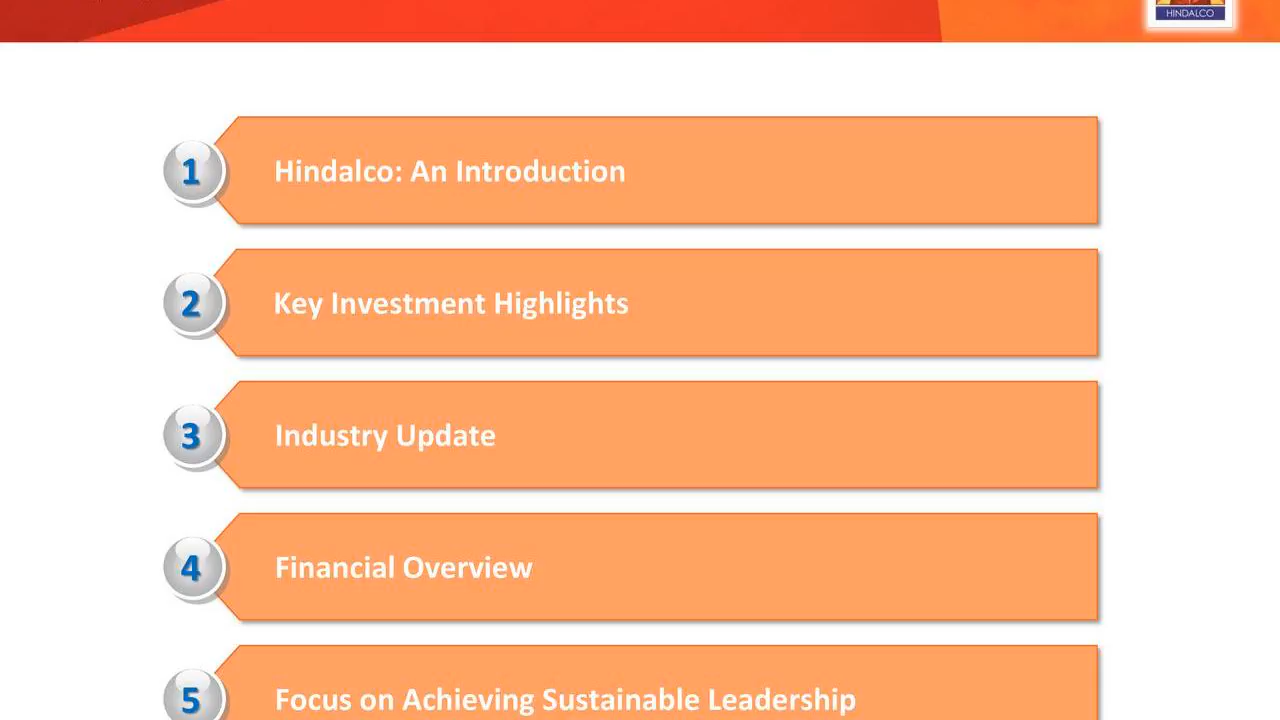 HINDALCO
1 Hindalco: An Introduction
2 Key Investment Highlights
3 Industry Update
4 Financial Overview
5 Focus on Achieving Sustainable Leadership